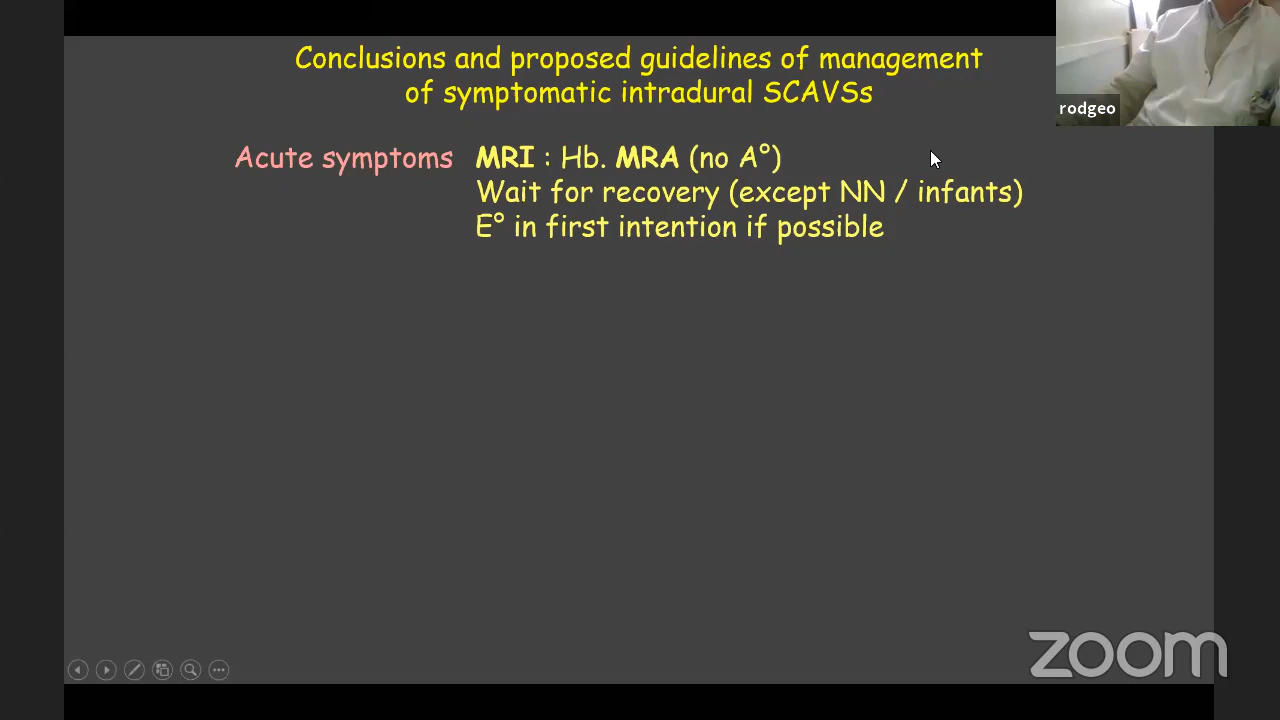 Conclusions and proposed guidelines of management
of symptomatic intradural SCAVSs
rodgeo
Acute symptoms MRI : Hb. MRA (no A°)
Wait for recovery (except NN / infants)
E° in first intention if possible
zoom